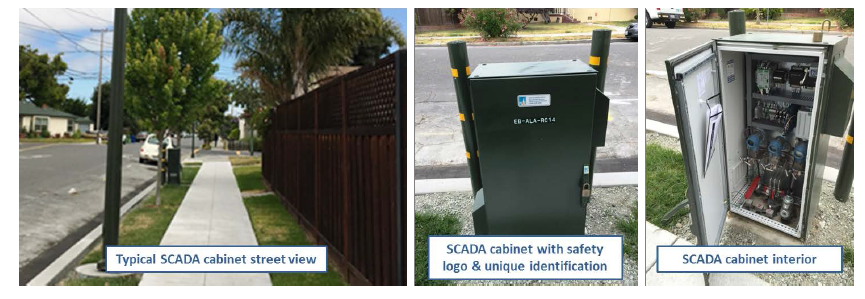 Typical SCADA cabinet street view
EB-ALA-RE14
SCADA cabinet with safety
logo & unique identification
SCADA cabinet interior